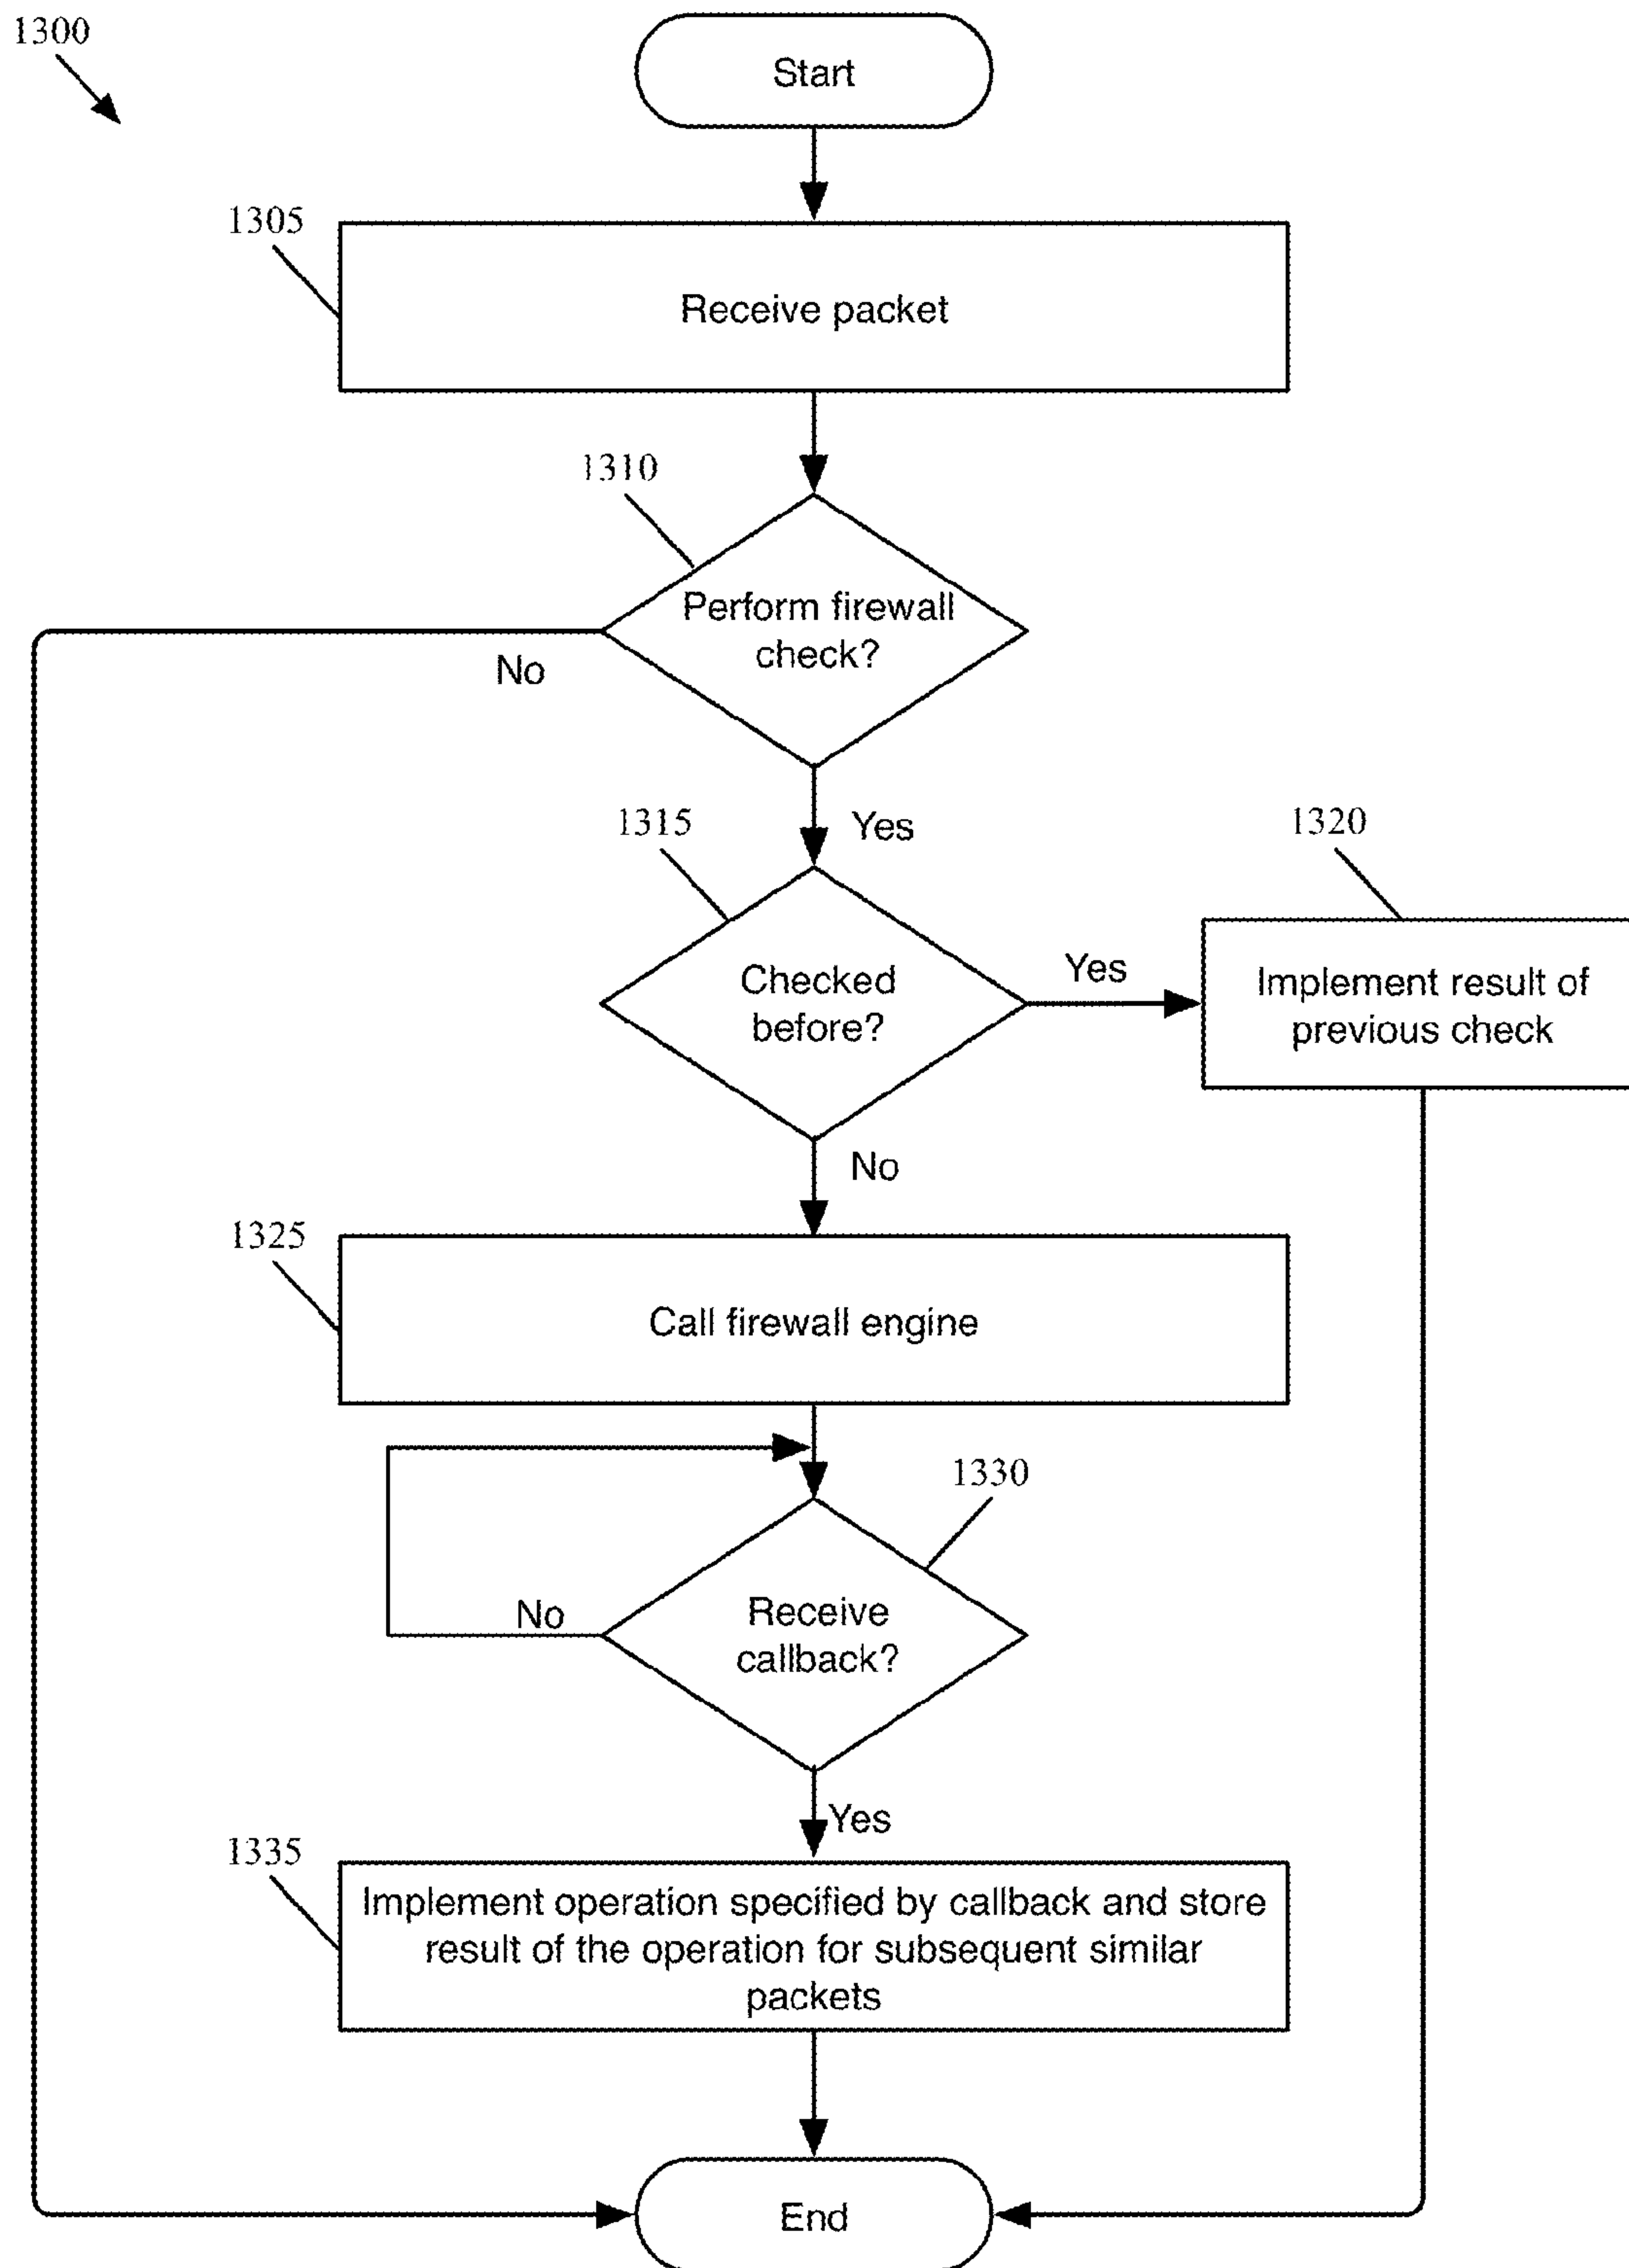 1300
Start
1305
Receive packet
1310
Perform firewall
check?
No
Yes
1315
1320
Checked
before?
Yes
Implement result of
previous check
No
1325
Call firewall engine
1330
No
Receive
callback?
Yes
1335
Implement operation specified by callback and store
result of the operation for subsequent similar
packets
End